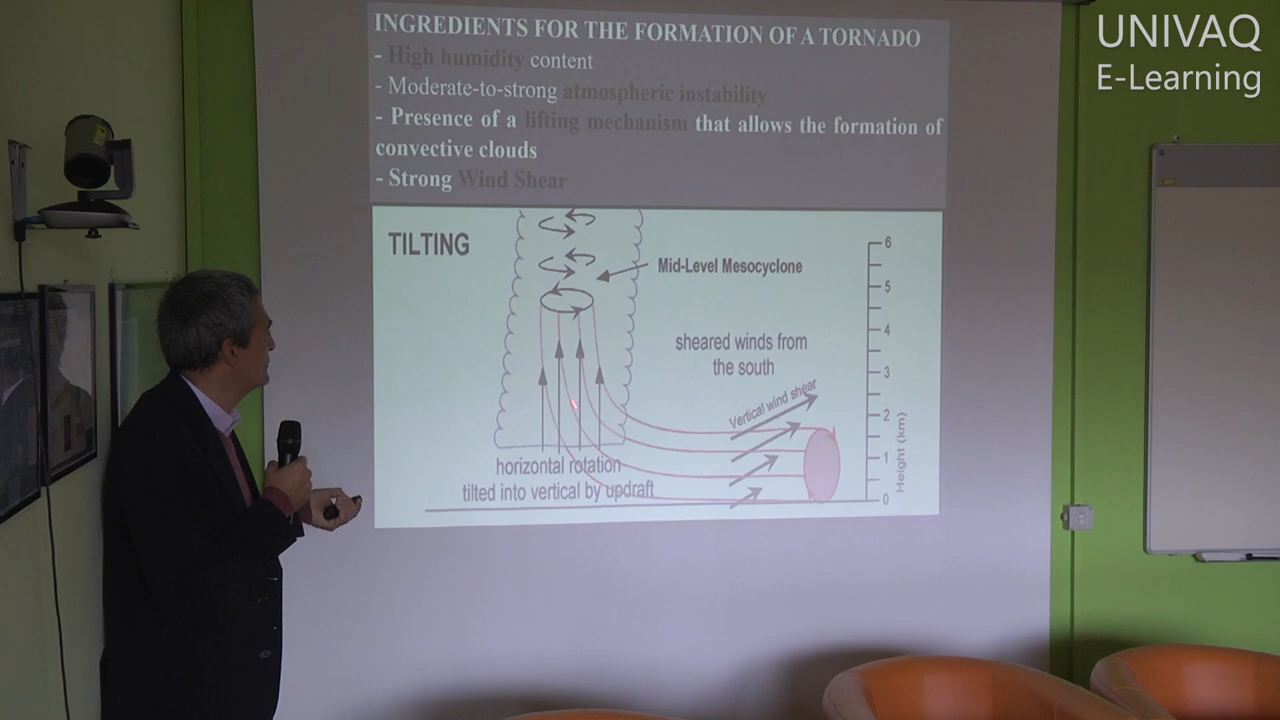 UNIVAQ
E-Learning
INGREDIENTS FOR THE FORMATION OF A TORNADO
- High humidity content
- Moderate-to-strong atmospheric instability
- Presence of a lifting mechanism that allows the formation of
convective clouds
- Strong Wind Shear
TILTING
Mid-Level Mesocyclone
sheared winds from
the south
Vertical wind shear
horizontal rotation
tilted into vertical by updraft
6
5
4
3
2
1
0
Height (km)